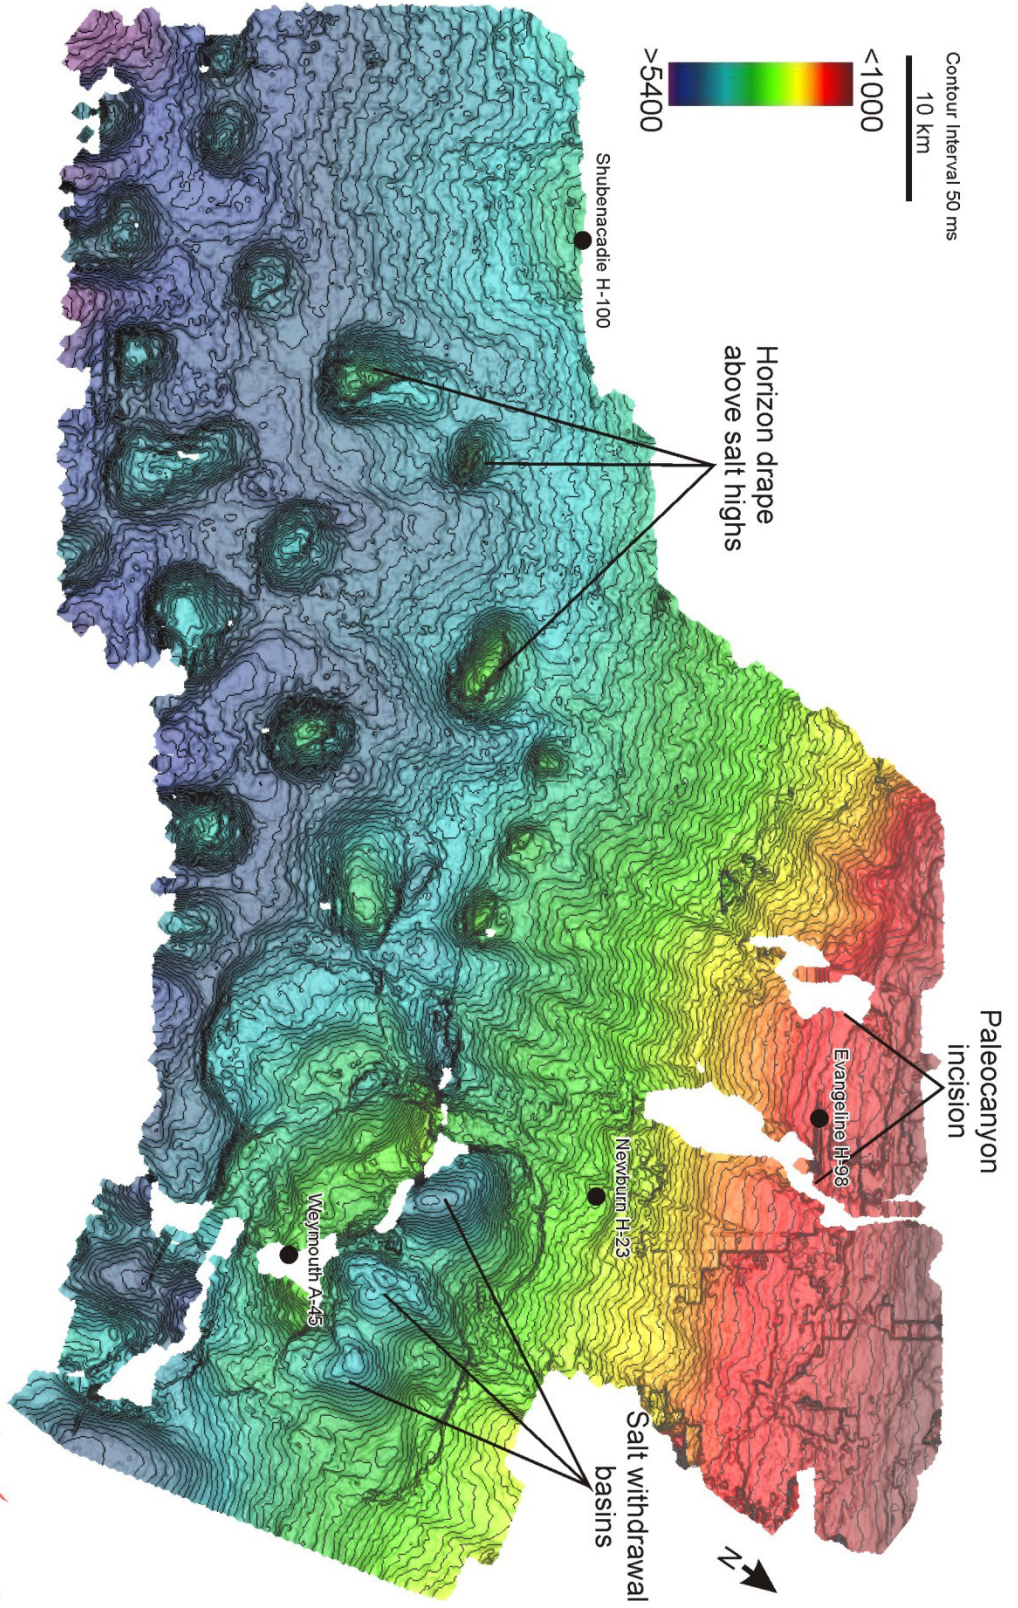 Contour Interval 50 ms
10 km
<1000
>5400
Shubenacadie H-100
Horizon drape
above salt highs
Paleocanyon
incision
Evangeline H-98
Newburn H-23
Weymouth A-45
Salt withdrawal
basins
N